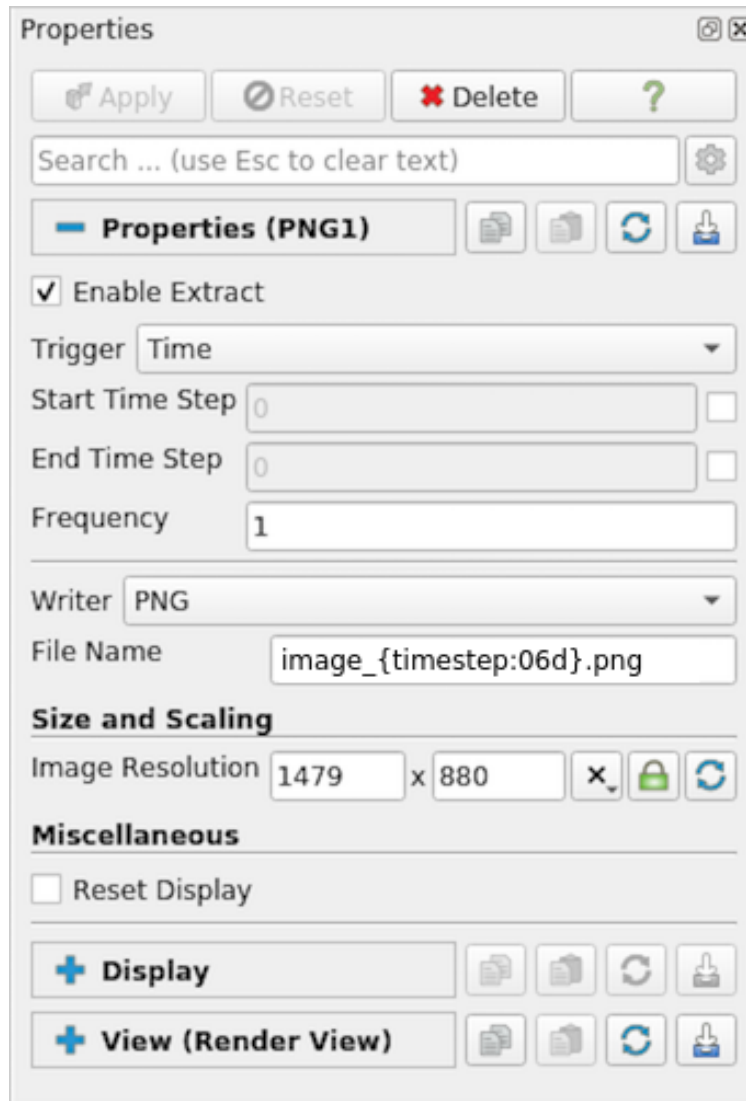 Properties
Apply Reset Delete ?
Search ... (use Esc to clear text)
Properties (PNG1)
Enable Extract
Trigger Time
Start Time Step 0
End Time Step 0
Frequency 1
Writer PNG
File Name image_{timestep:06d}.png
Size and Scaling
Image Resolution 1479 x 880
Miscellaneous
Reset Display
Display
View (Render View)